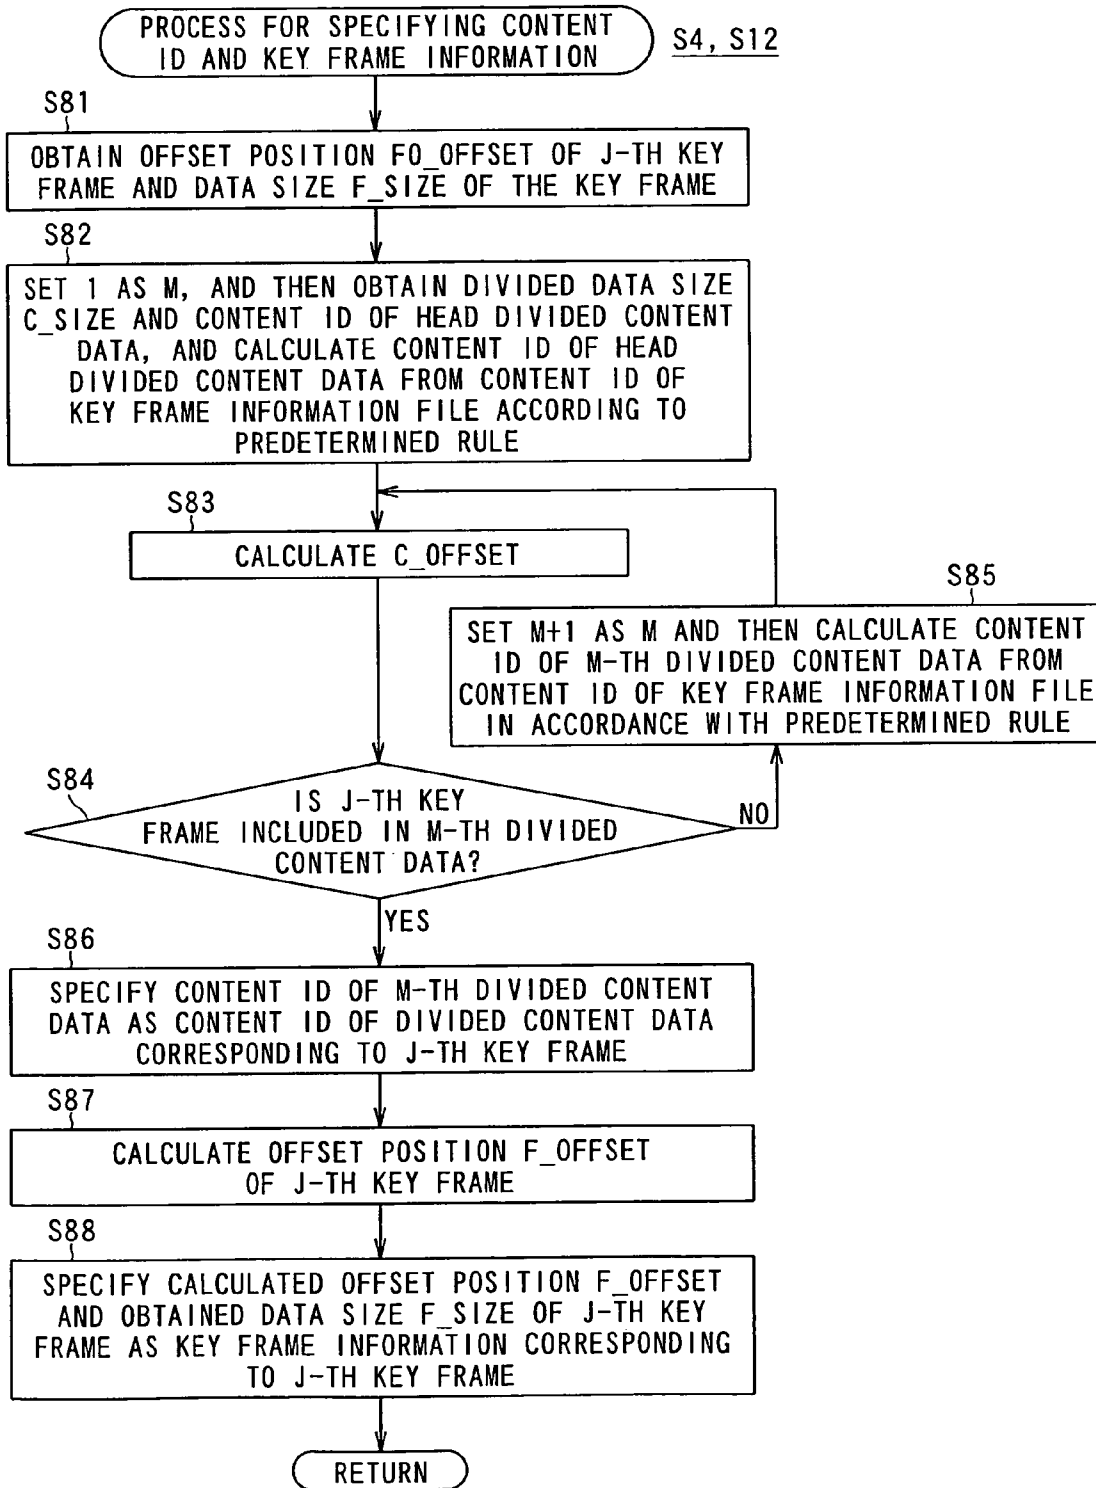 PROCESS FOR SPECIFYING CONTENT
ID AND KEY FRAME INFORMATION
S4, S12
S81
OBTAIN OFFSET POSITION FO_OFFSET OF J-TH KEY
FRAME AND DATA SIZE F_SIZE OF THE KEY FRAME
S82
SET 1 AS M, AND THEN OBTAIN DIVIDED DATA SIZE
C_SIZE AND CONTENT ID OF HEAD DIVIDED CONTENT
DATA, AND CALCULATE CONTENT ID OF HEAD
DIVIDED CONTENT DATA FROM CONTENT ID OF
KEY FRAME INFORMATION FILE ACCORDING TO
PREDETERMINED RULE
S83
CALCULATE C_OFFSET
S85
SET M+1 AS M AND THEN CALCULATE CONTENT
ID OF M-TH DIVIDED CONTENT DATA FROM
CONTENT ID OF KEY FRAME INFORMATION FILE
IN ACCORDANCE WITH PREDETERMINED RULE
S84
IS J-TH KEY
FRAME INCLUDED IN M-TH DIVIDED
CONTENT DATA?
NO
YES
S86
SPECIFY CONTENT ID OF M-TH DIVIDED CONTENT
DATA AS CONTENT ID OF DIVIDED CONTENT DATA
CORRESPONDING TO J-TH KEY FRAME
S87
CALCULATE OFFSET POSITION F_OFFSET
OF J-TH KEY FRAME
S88
SPECIFY CALCULATED OFFSET POSITION F_OFFSET
AND OBTAINED DATA SIZE F_SIZE OF J-TH KEY
FRAME AS KEY FRAME INFORMATION CORRESPONDING
TO J-TH KEY FRAME
RETURN